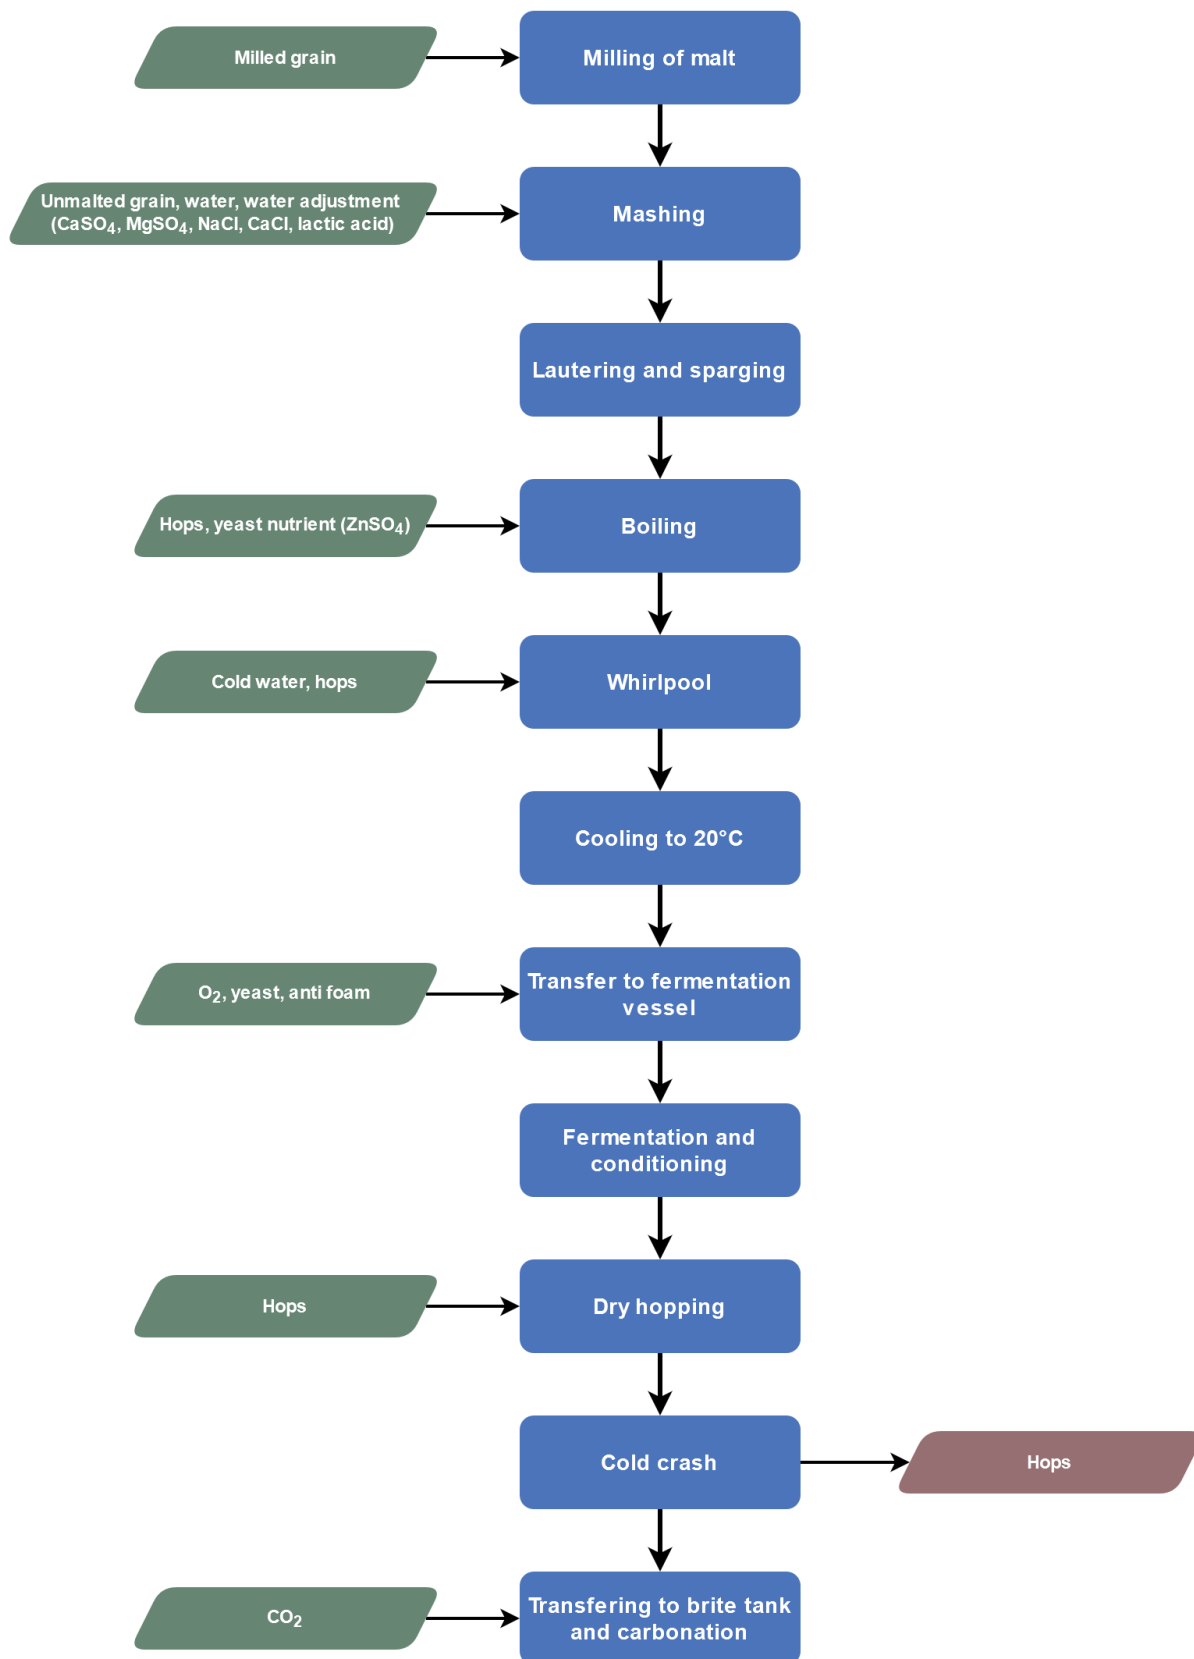 Milled grain
Milling of malt
Unmalted grain, water, water adjustment
(CaSO₄, MgSO₄, NaCl, CaCl, lactic acid)
Mashing
Lautering and sparging
Hops, yeast nutrient (ZnSO₄)
Boiling
Cold water, hops
Whirlpool
Cooling to 20°C
O₂, yeast, anti foam
Transfer to fermentation
vessel
Fermentation and
conditioning
Hops
Dry hopping
Cold crash
Hops
CO₂
Transfering to brite tank
and carbonation